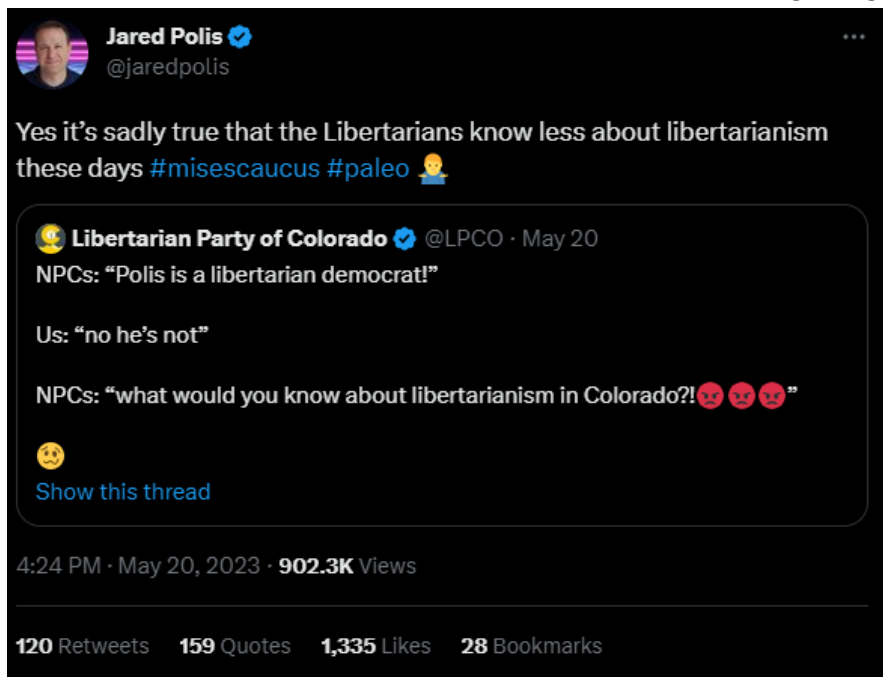 Jared Polis
@jaredpolis
Yes it’s sadly true that the Libertarians know less about libertarianism
these days #misescaucus #paleo 🤷‍♂️
Libertarian Party of Colorado @LPCO · May 20
NPCs: “Polis is a libertarian democrat!”
Us: “no he’s not”
NPCs: “what would you know about libertarianism in Colorado?!😡😡😡”
🥴
Show this thread
4:24 PM · May 20, 2023 · 902.3K Views
120 Retweets 159 Quotes 1,335 Likes 28 Bookmarks